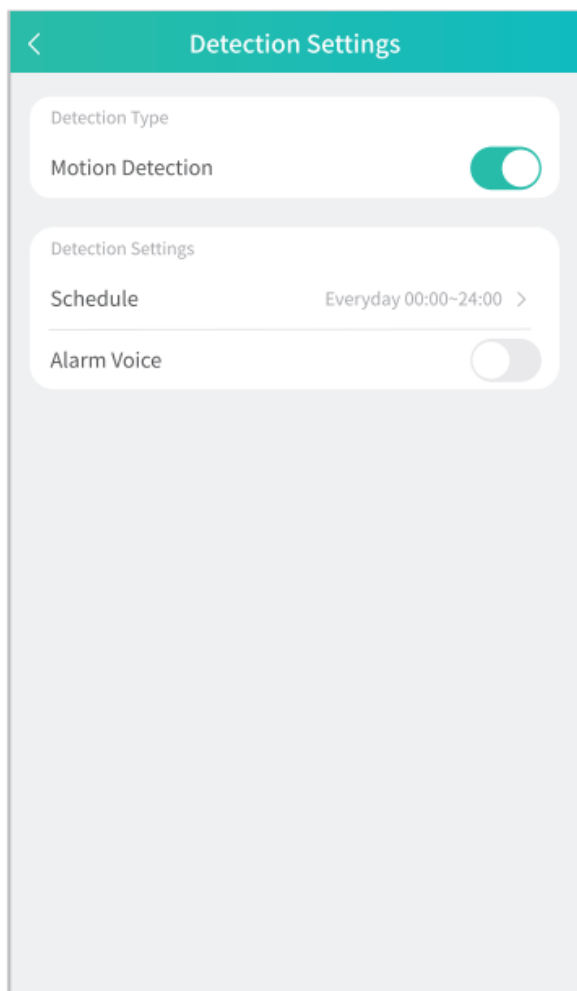 Detection Settings
Detection Type
Motion Detection
Detection Settings
Schedule Everyday 00:00~24:00 >
Alarm Voice